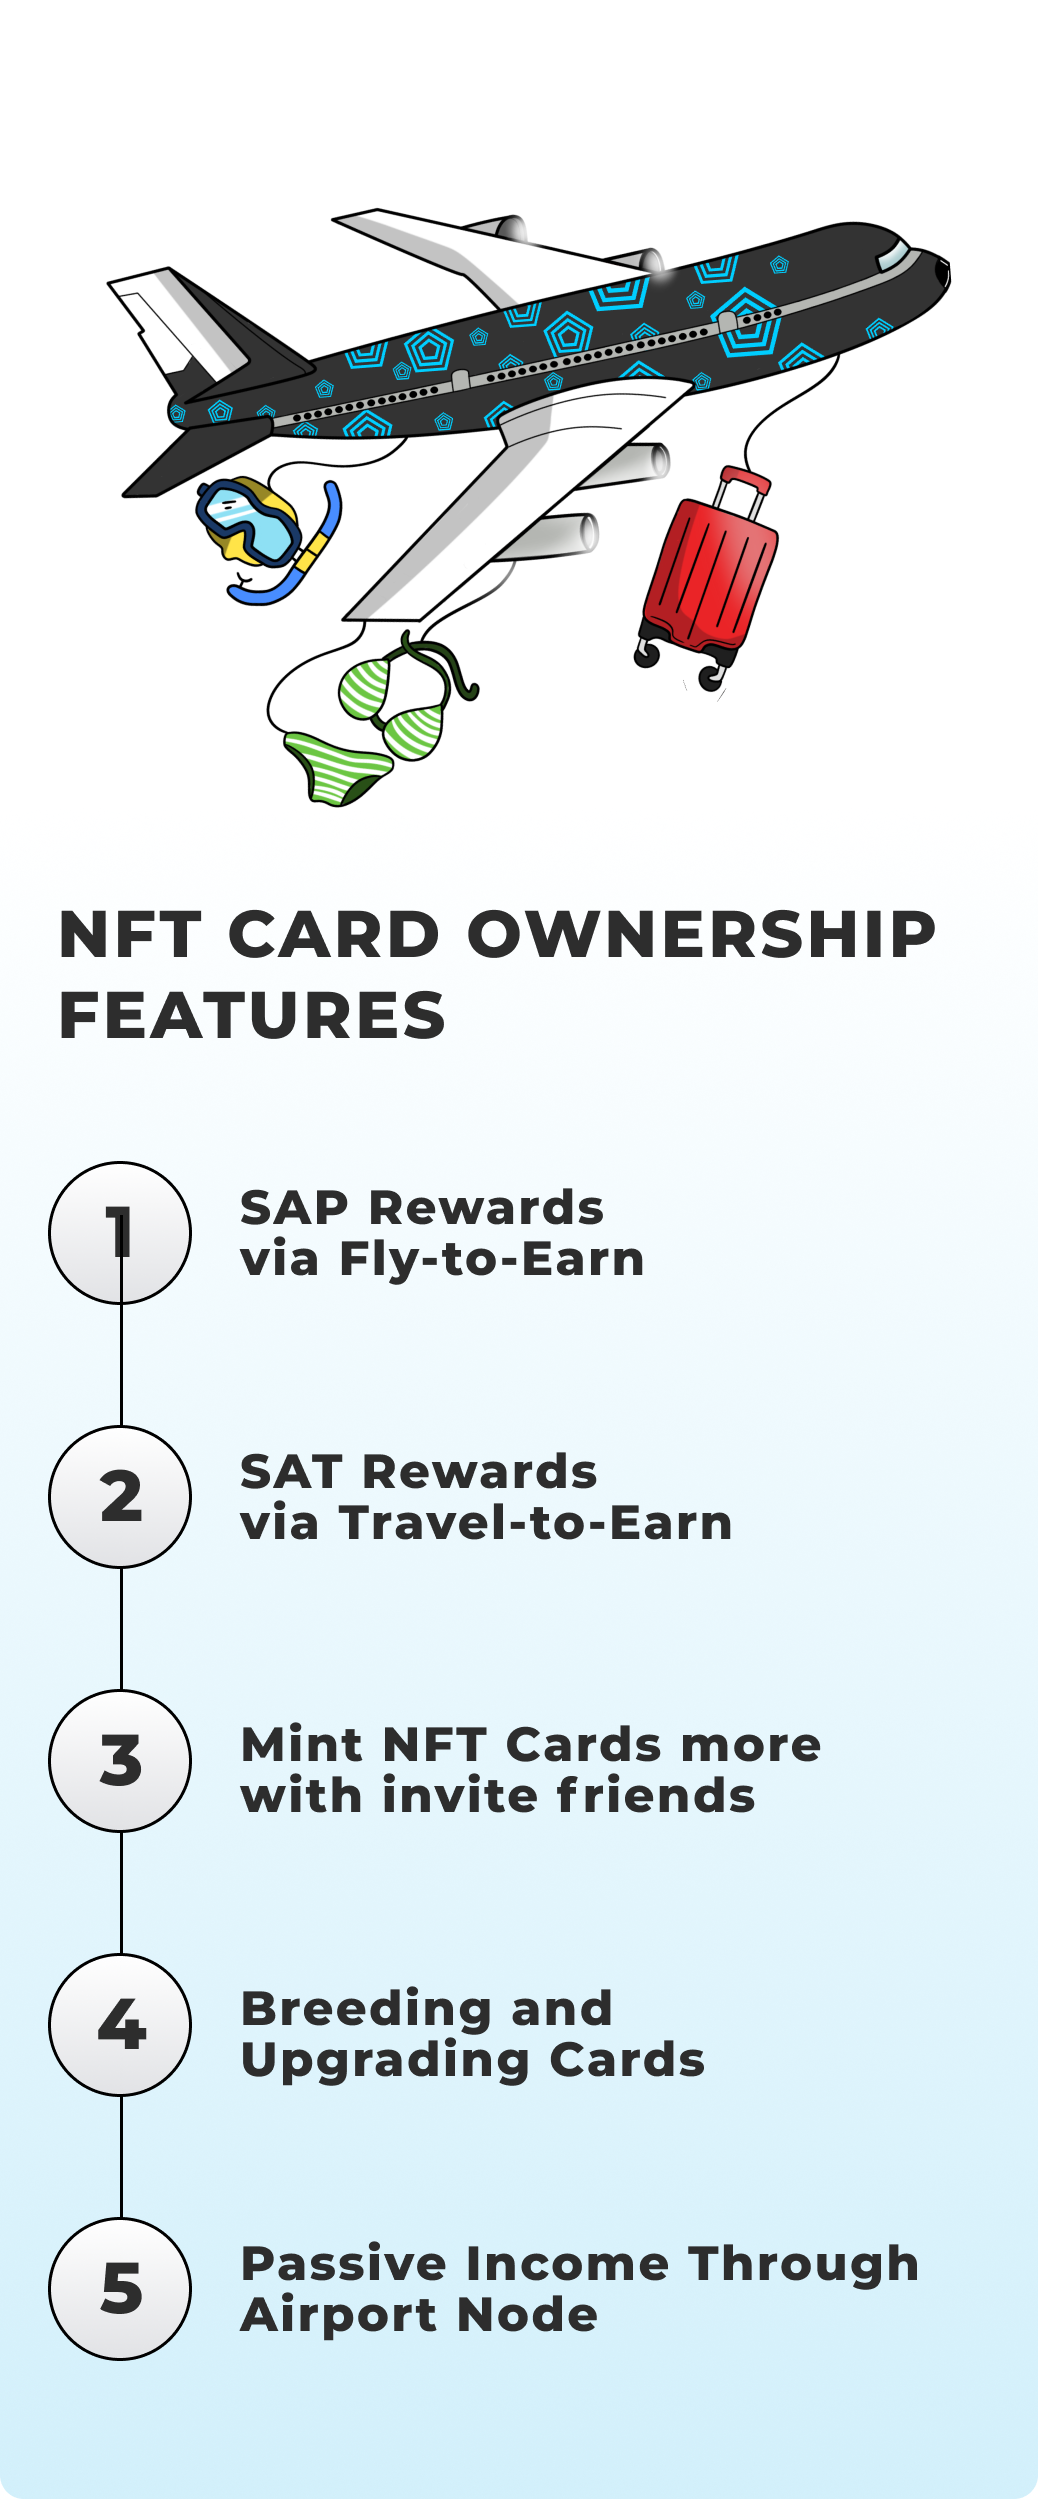 NFT CARD OWNERSHIP
FEATURES
1
SAP Rewards
via Fly-to-Earn
2
SAT Rewards
via Travel-to-Earn
3
Mint NFT Cards more
with invite friends
4
Breeding and
Upgrading Cards
5
Passive Income Through
Airport Node